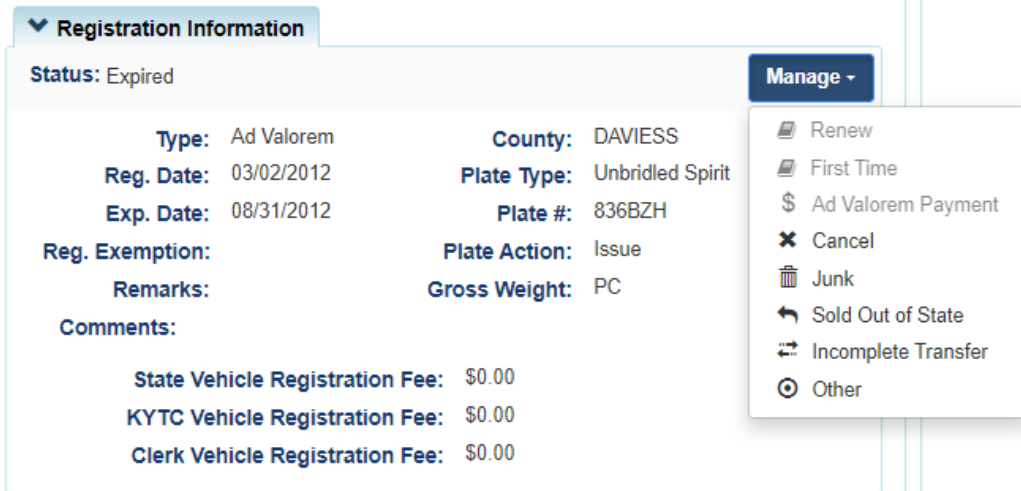 Registration Information
Status: Expired
Manage
Type: Ad Valorem County: DAVIESS
Reg. Date: 03/02/2012 Plate Type: Unbridled Spirit
Exp. Date: 08/31/2012 Plate #: 836BZH
Reg. Exemption: Plate Action: Issue
Remarks: Gross Weight: PC
Comments:
State Vehicle Registration Fee: $0.00
KYTC Vehicle Registration Fee: $0.00
Clerk Vehicle Registration Fee: $0.00
Renew
First Time
$ Ad Valorem Payment
Cancel
Junk
Sold Out of State
Incomplete Transfer
Other